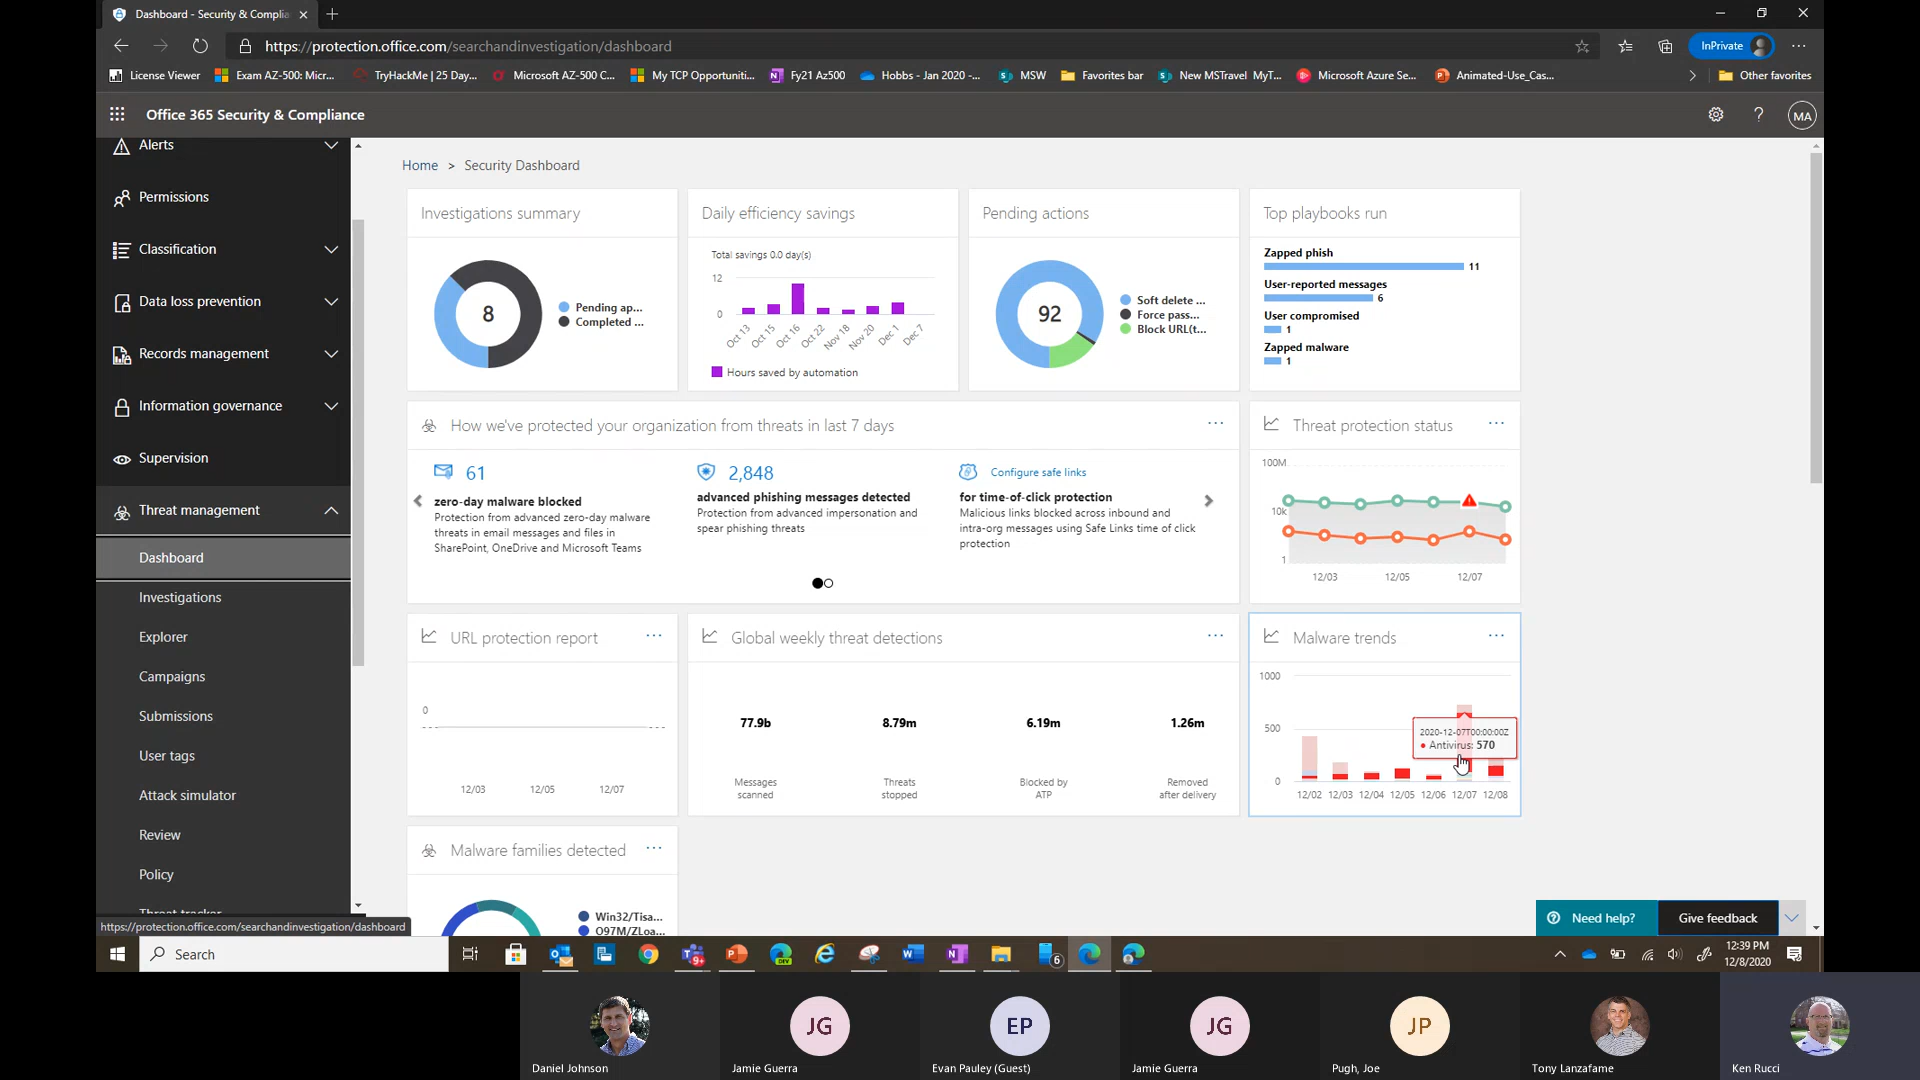 Dashboard - Security & Complia
https://protection.office.com/searchandinvestigation/dashboard
InPrivate
License Viewer
Exam AZ-500: Micr...
TryHackMe | 25 Day...
Microsoft AZ-500 C...
My TCP Opportuniti...
Fy21 Az500
Hobbs - Jan 2020 -...
MSW
Favorites bar
New MSTravel MyT...
Microsoft Azure Se...
Animated-Use_Cas...
Other favorites
Office 365 Security & Compliance
MA
Alerts
Permissions
Classification
Data loss prevention
Records management
Information governance
Supervision
Threat management
Dashboard
Investigations
Explorer
Campaigns
Submissions
User tags
Attack simulator
Review
Policy
Threat tracker
https://protection.office.com/searchandinvestigation/dashboard
Home > Security Dashboard
Investigations summary
8
Pending ap...
Completed ...
Daily efficiency savings
Total savings 0.0 day(s)
12
0
Oct 13
Oct 15
Oct 16
Oct 22
Nov 18
Nov 20
Dec 1
Dec 7
Hours saved by automation
Pending actions
92
Soft delete ...
Force pass...
Block URL(t...
Top playbooks run
Zapped phish
11
User-reported messages
6
User compromised
1
Zapped malware
1
How we've protected your organization from threats in last 7 days
61
zero-day malware blocked
Protection from advanced zero-day malware
threats in email messages and files in
SharePoint, OneDrive and Microsoft Teams
2,848
advanced phishing messages detected
Protection from advanced impersonation and
spear phishing threats
Configure safe links
for time-of-click protection
Malicious links blocked across inbound and
intra-org messages using Safe Links time of click
protection
Threat protection status
100M
10k
1
12/03
12/05
12/07
URL protection report
0
12/03
12/05
12/07
Global weekly threat detections
77.9b
8.79m
6.19m
1.26m
Messages
scanned
Threats
stopped
Blocked by
ATP
Removed
after delivery
Malware trends
1000
500
0
2020-12-07T00:00:00Z
Antivirus: 570
12/02
12/03
12/04
12/05
12/06
12/07
12/08
Malware families detected
Win32/Tisa...
O97M/ZLoa...
Need help?
Give feedback
Search
DEV
9+
6
12:39 PM
12/8/2020
JG
EP
JG
JP
Daniel Johnson
Jamie Guerra
Evan Pauley (Guest)
Jamie Guerra
Pugh, Joe
Tony Lanzafame
Ken Rucci